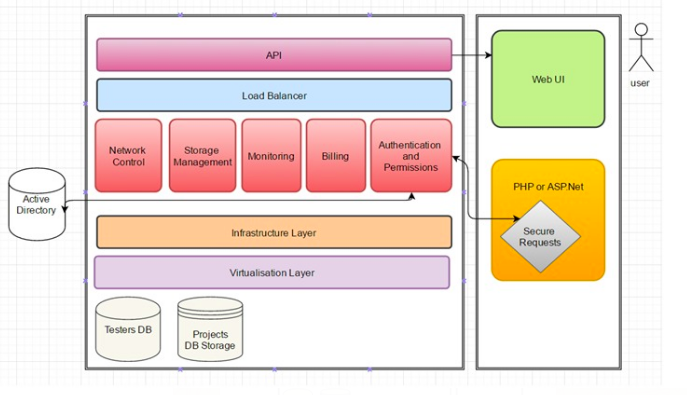 API
Web UI
user
Load Balancer
Network
Control
Storage
Management
Monitoring
Billing
Authentication
and
Permissions
PHP or ASP.Net
Secure
Requests
Active
Directory
Infrastructure Layer
Virtualisation Layer
Testers DB
Projects
DB Storage